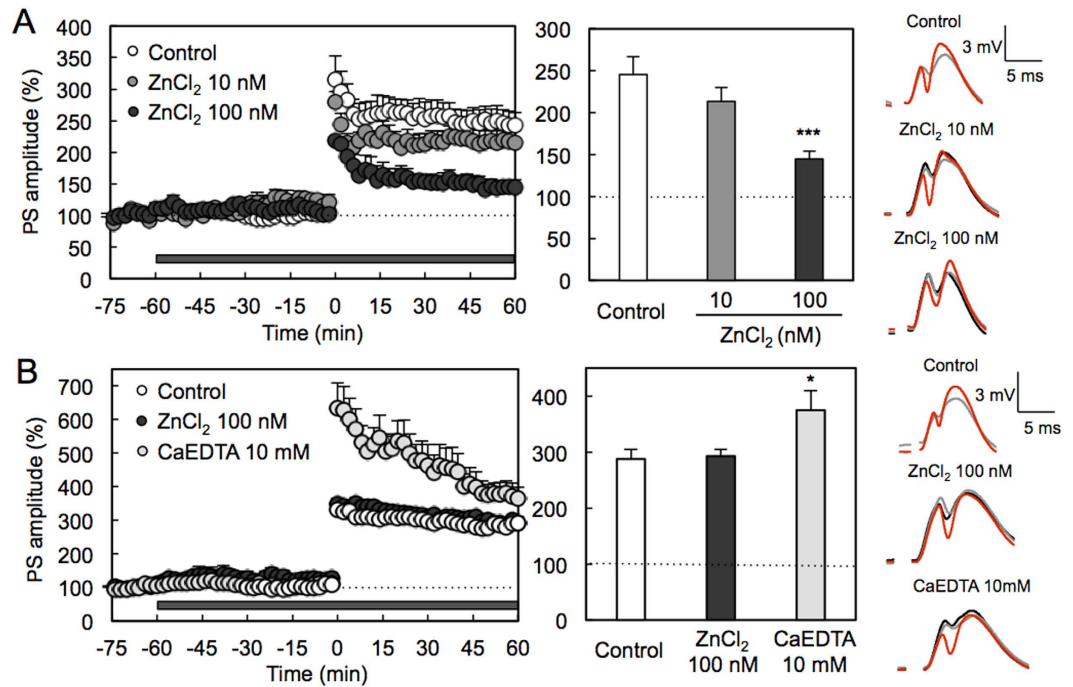 A
PS amplitude (%)
400
350
300
250
200
150
100
50
0
Control
ZnCl2 10 nM
ZnCl2 100 nM
-75 -60 -45 -30 -15 0 15 30 45 60
Time (min)
300
250
200
150
100
50
0
***
Control
10 100
ZnCl2 (nM)
Control
3 mV
5 ms
ZnCl2 10 nM
ZnCl2 100 nM
B
PS amplitude (%)
700
600
500
400
300
200
100
0
Control
ZnCl2 100 nM
CaEDTA 10 mM
-75 -60 -45 -30 -15 0 15 30 45 60
Time (min)
400
300
200
100
0
*
Control
ZnCl2
100 nM
CaEDTA
10 mM
Control
3 mV
5 ms
ZnCl2 100 nM
CaEDTA 10mM